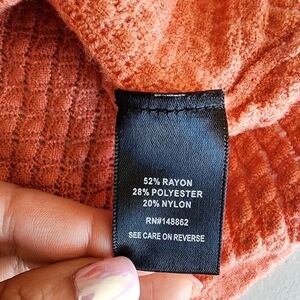 52% RAYON
28% POLYESTER
20% NYLON
RN#148862
SEE CARE ON REVERSE